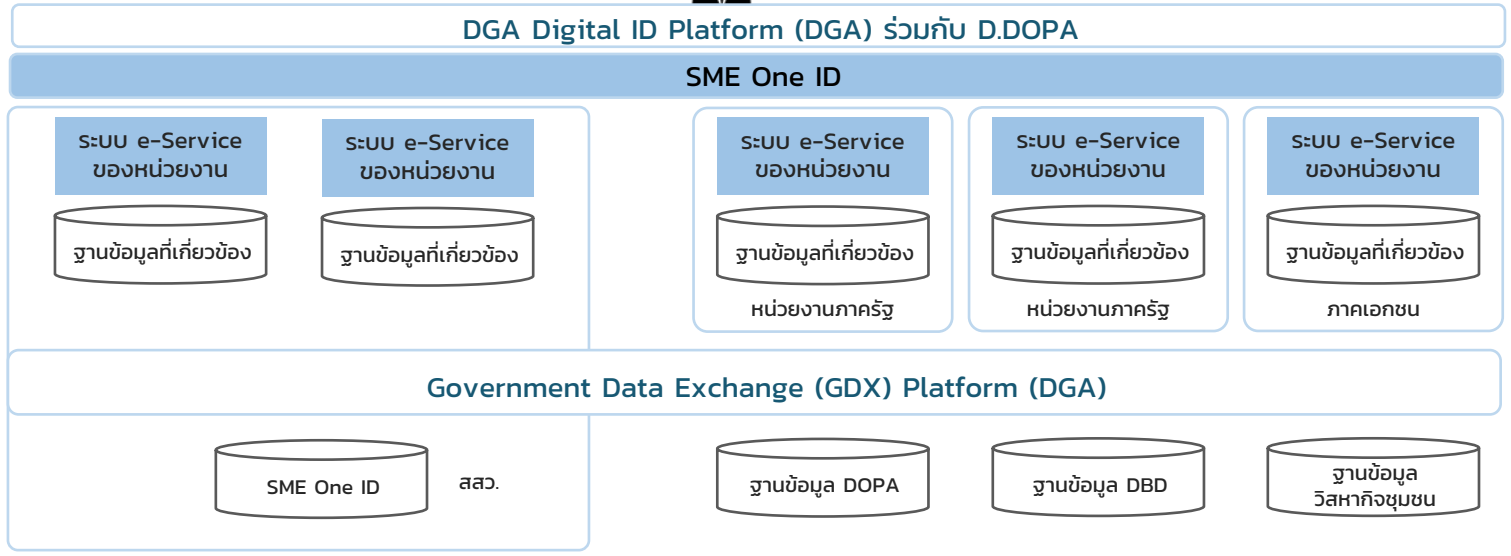 DGA Digital ID Platform (DGA) ร่วมกับ D.DOPA
SME One ID
ระบบ e-Service
ของหน่วยงาน
ระบบ e-Service
ของหน่วยงาน
ระบบ e-Service
ของหน่วยงาน
ระบบ e-Service
ของหน่วยงาน
ระบบ e-Service
ของหน่วยงาน
ฐานข้อมูลที่เกี่ยวข้อง
ฐานข้อมูลที่เกี่ยวข้อง
ฐานข้อมูลที่เกี่ยวข้อง
ฐานข้อมูลที่เกี่ยวข้อง
ฐานข้อมูลที่เกี่ยวข้อง
หน่วยงานภาครัฐ
หน่วยงานภาครัฐ
ภาคเอกชน
Government Data Exchange (GDX) Platform (DGA)
SME One ID
สสว.
ฐานข้อมูล DOPA
ฐานข้อมูล DBD
ฐานข้อมูล
วิสหากิจชุมชน